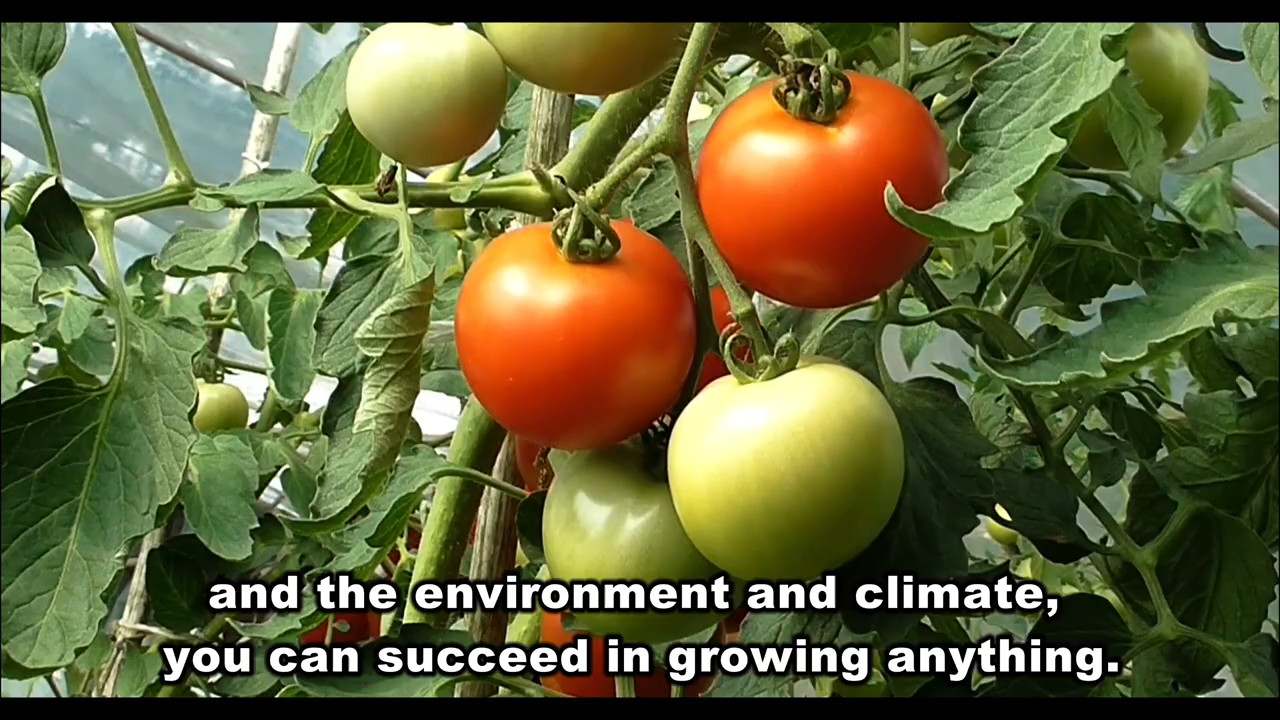 and the environment and climate,
you can succeed in growing anything.